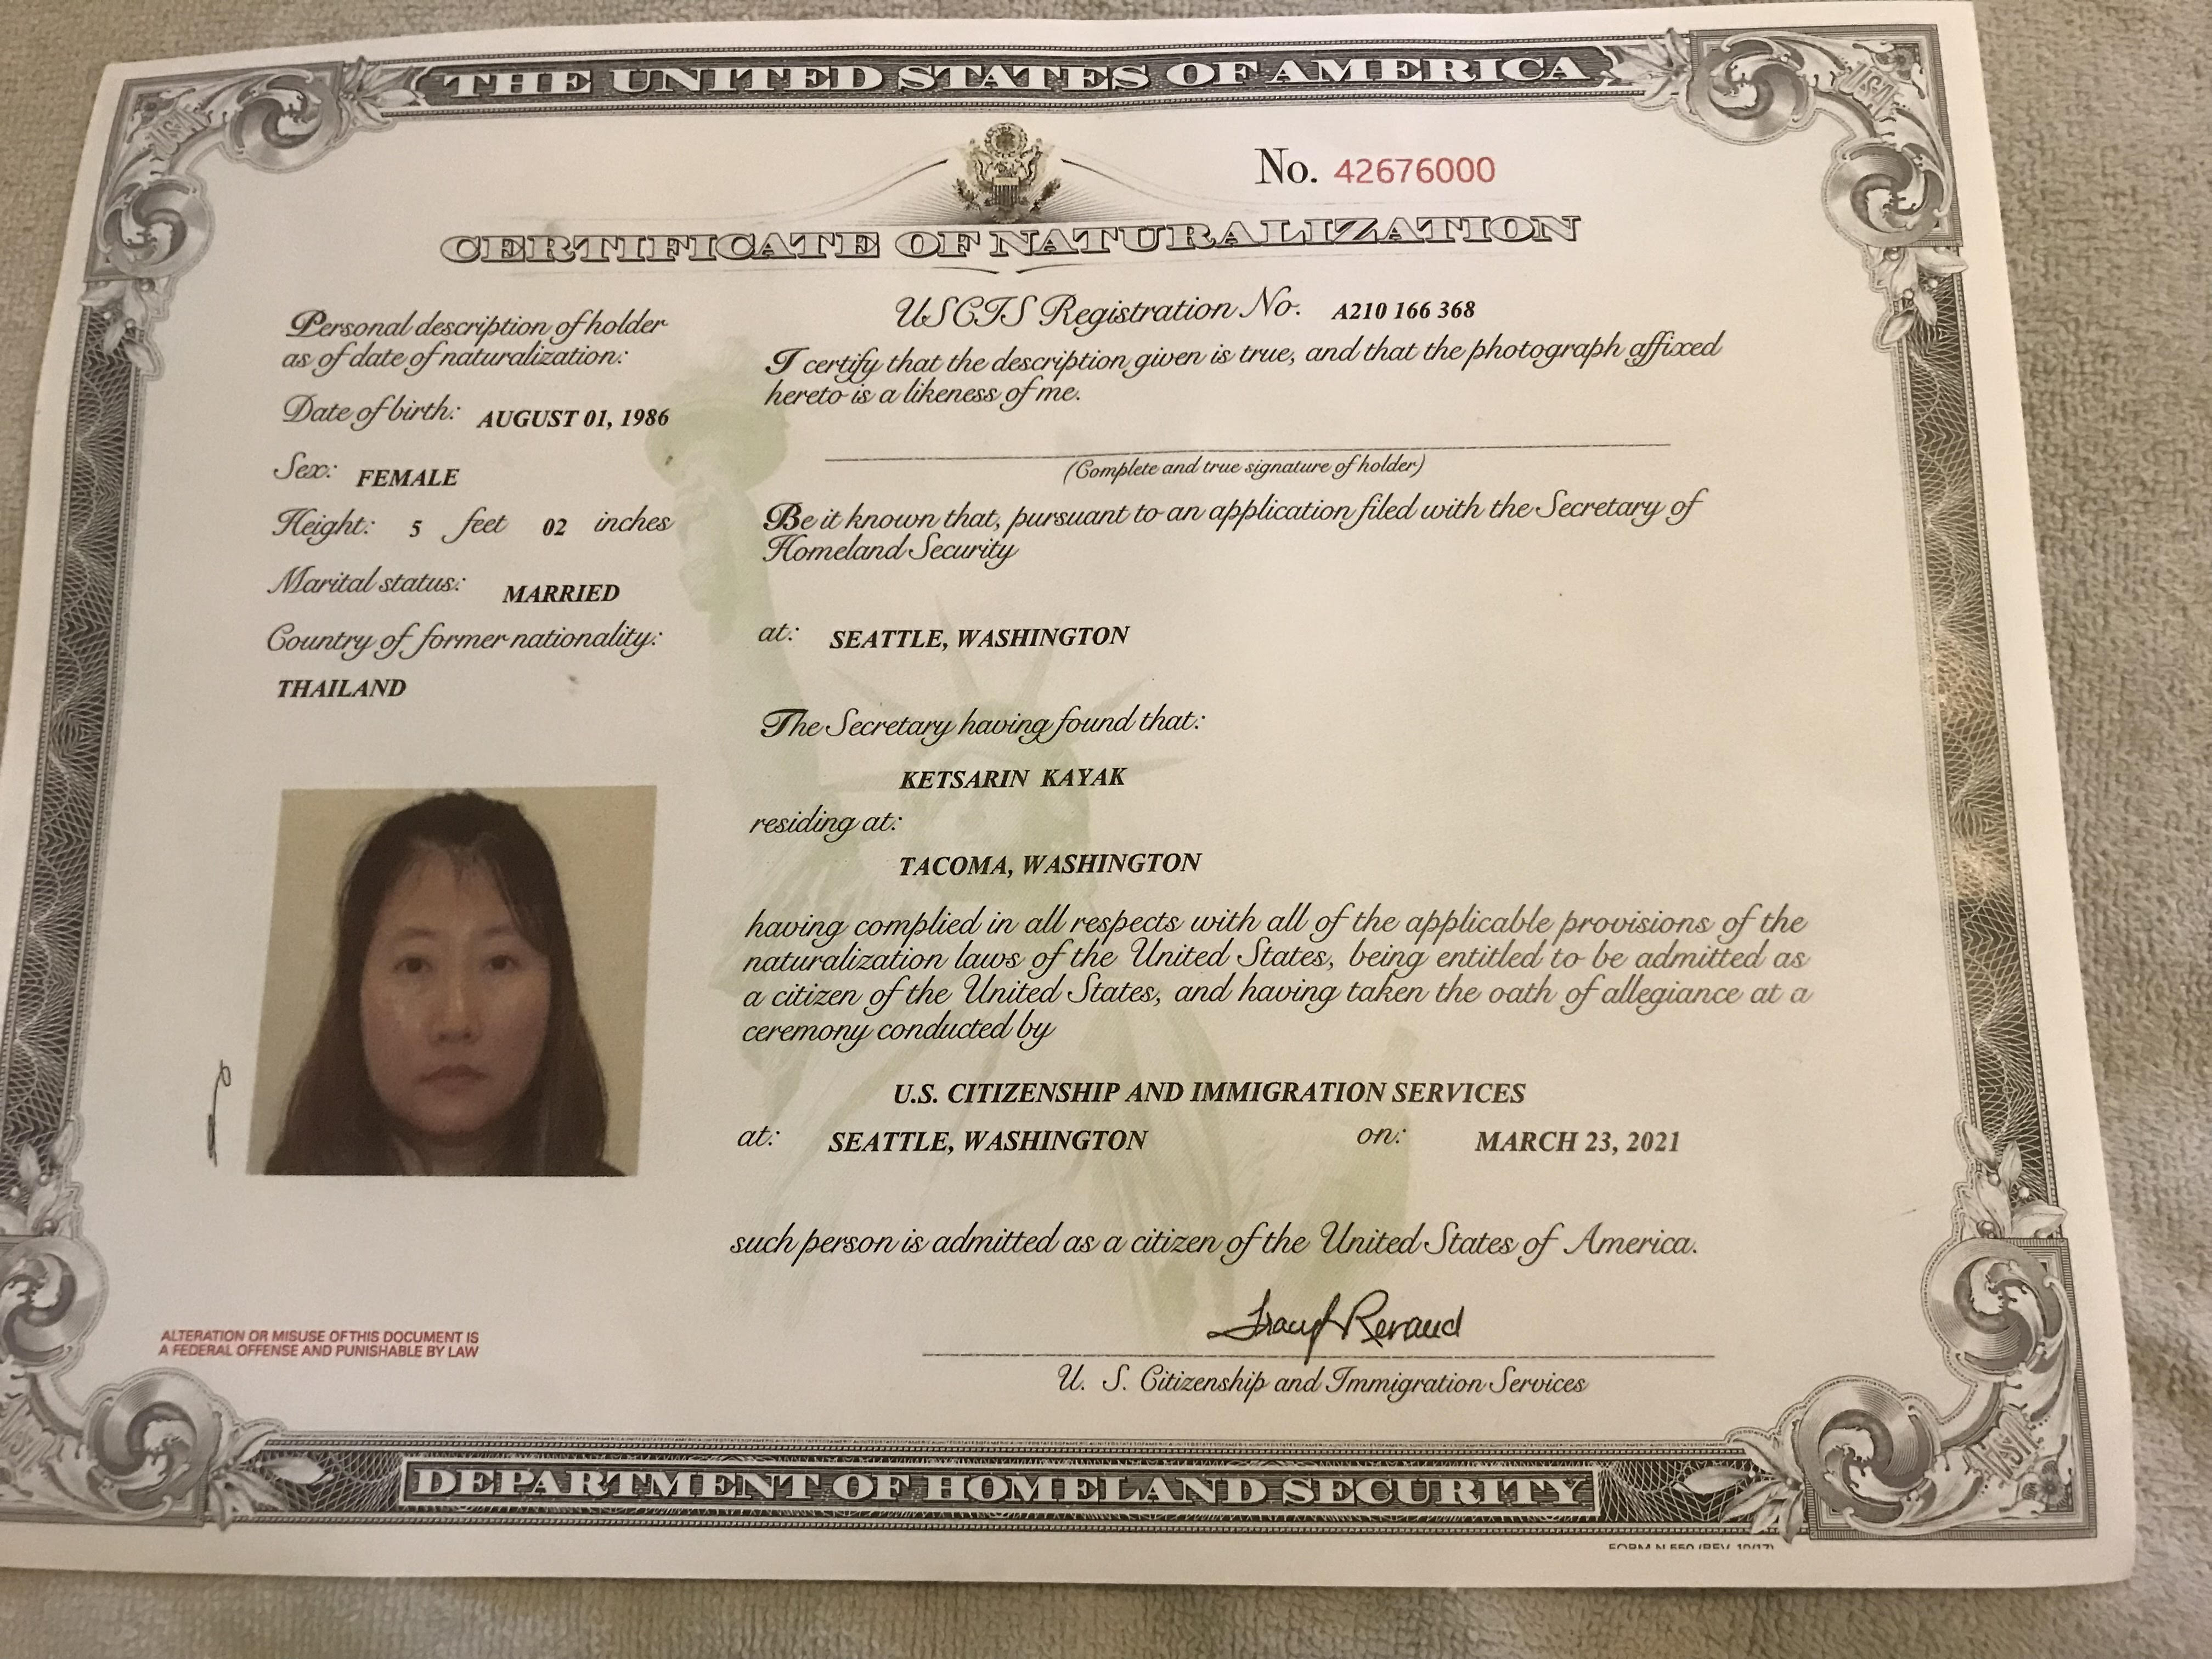 THE UNITED STATES OF AMERICA
No. 42676000
CERTIFICATE OF NATURALIZATION
Personal description of holder
as of date of naturalization:
Date of birth: AUGUST 01, 1986
Sex: FEMALE
Height: 5 feet 02 inches
Marital status: MARRIED
Country of former nationality:
THAILAND
USCIS Registration No. A210 166 368
I certify that the description given is true, and that the photograph affixed
hereto is a likeness of me.
(Complete and true signature of holder)
Be it known that, pursuant to an application filed with the Secretary of
Homeland Security
at: SEATTLE, WASHINGTON
The Secretary having found that:
KETSARIN KAYAK
residing at:
TACOMA, WASHINGTON
having complied in all respects with all of the applicable provisions of the
naturalization laws of the United States, being entitled to be admitted as
a citizen of the United States, and having taken the oath of allegiance at a
ceremony conducted by
U.S. CITIZENSHIP AND IMMIGRATION SERVICES
at: SEATTLE, WASHINGTON on: MARCH 23, 2021
such person is admitted as a citizen of the United States of America.
Tracy Renaud
U. S. Citizenship and Immigration Services
ALTERATION OR MISUSE OF THIS DOCUMENT IS
A FEDERAL OFFENSE AND PUNISHABLE BY LAW
DEPARTMENT OF HOMELAND SECURITY
FORM N-550 (REV. 10/17)